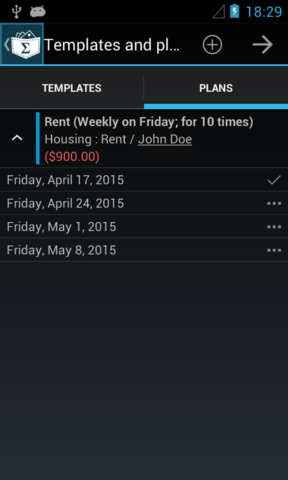 18:29
Σ
Templates and pl...
TEMPLATES
PLANS
Rent (Weekly on Friday; for 10 times)
Housing : Rent / John Doe
($900.00)
Friday, April 17, 2015
Friday, April 24, 2015
Friday, May 1, 2015
Friday, May 8, 2015